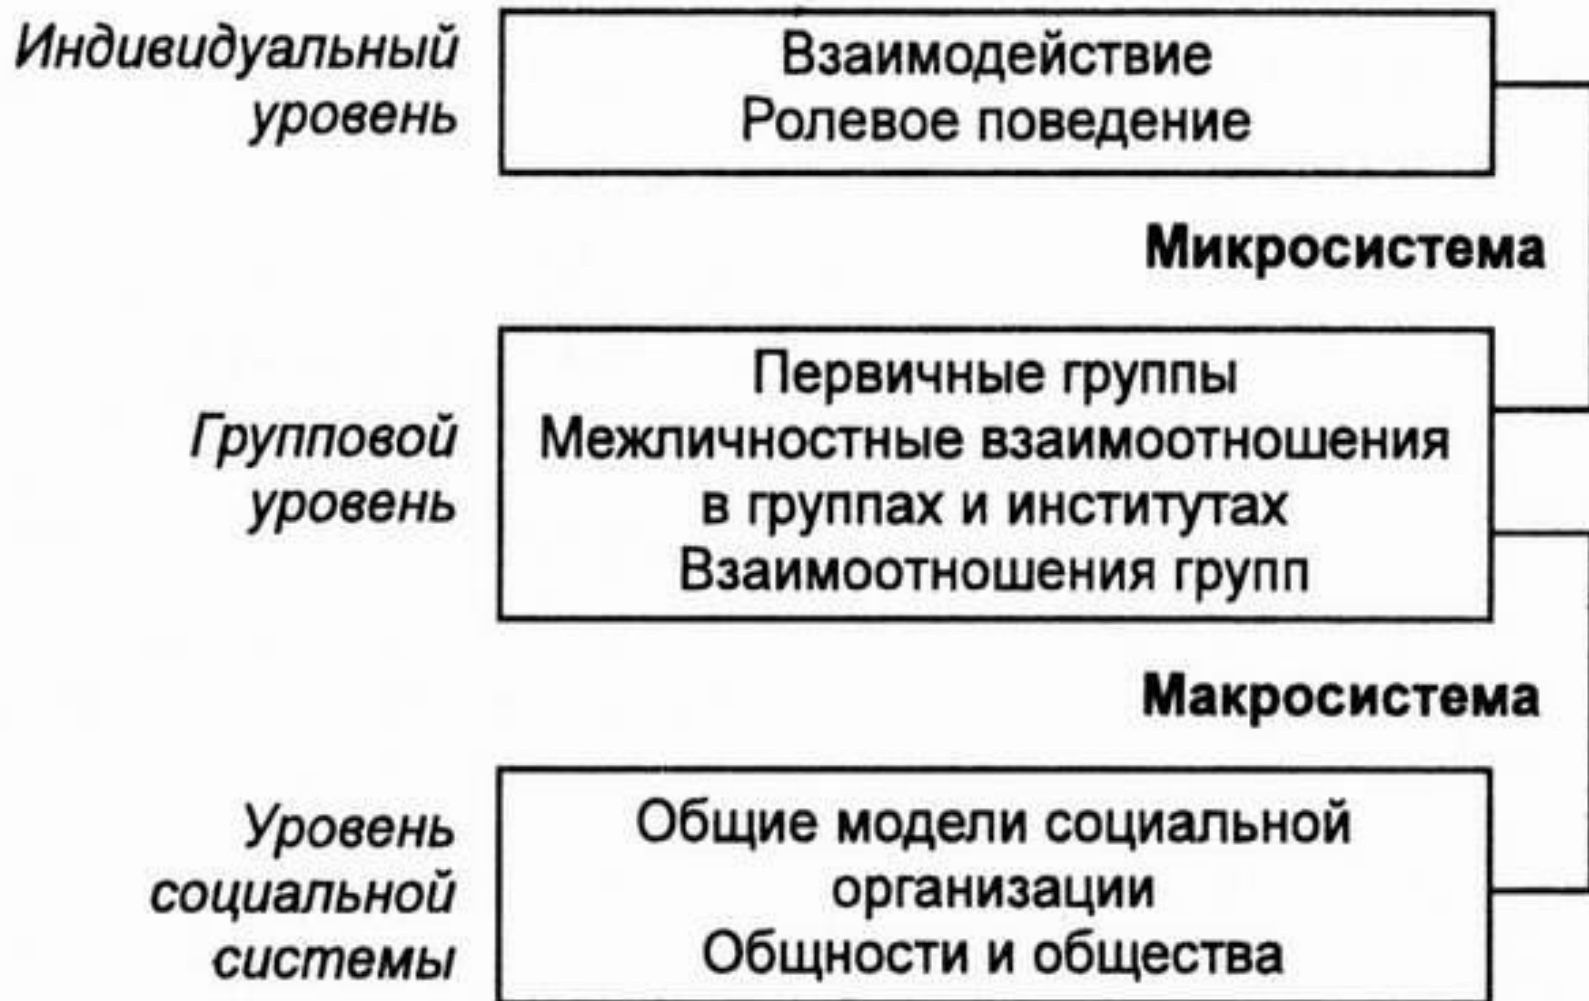 Индивидуальный
уровень
Взаимодействие
Ролевое поведение
Микросистема
Групповой
уровень
Первичные группы
Межличностные взаимоотношения
в группах и институтах
Взаимоотношения групп
Макросистема
Уровень
социальной
системы
Общие модели социальной
организации
Общности и общества